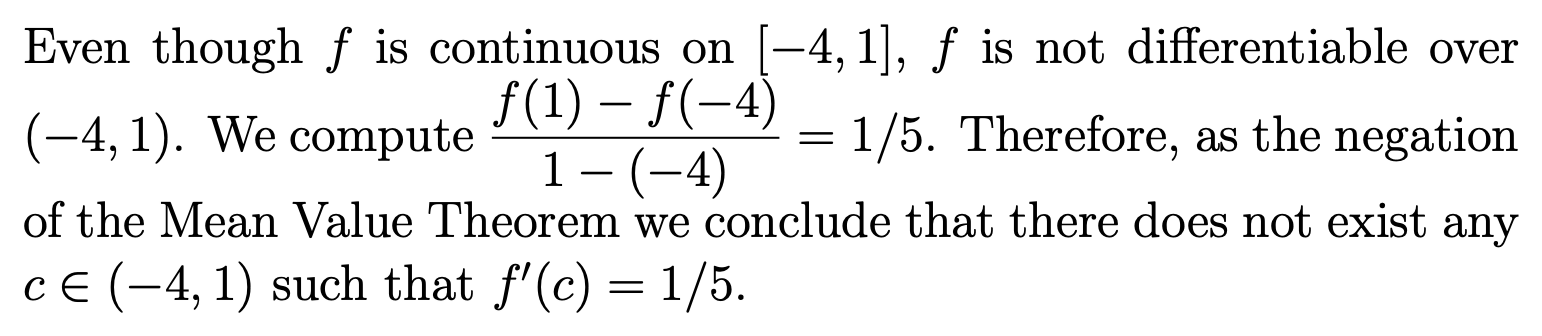 Even though f is continuous on [−4, 1], f is not differentiable over
(−4, 1). We compute \frac{f(1) − f(−4)}{1 − (−4)} = 1/5. Therefore, as the negation
of the Mean Value Theorem we conclude that there does not exist any
c ∈ (−4, 1) such that f′(c) = 1/5.